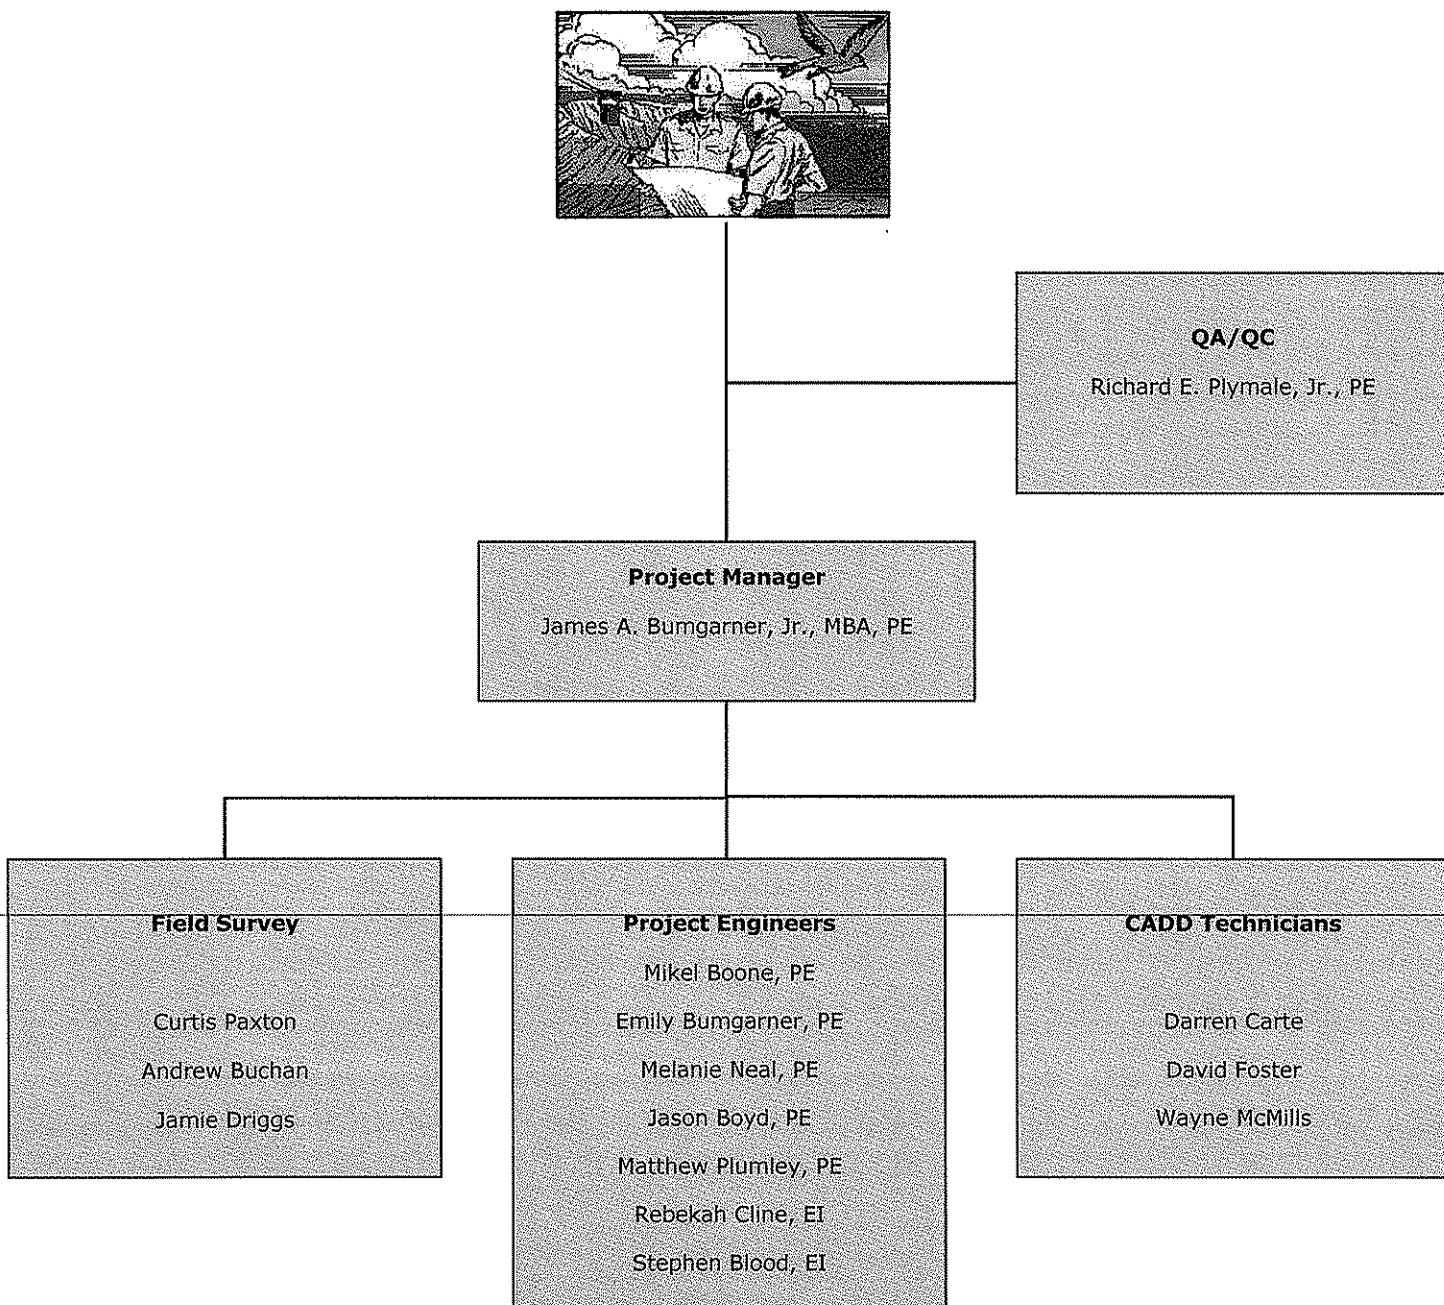 QA/QC
Richard E. Plymale, Jr., PE
Project Manager
James A. Bumgarner, Jr., MBA, PE
Field Survey
Curtis Paxton
Andrew Buchan
Jamie Driggs
Project Engineers
Mikel Boone, PE
Emily Bumgarner, PE
Melanie Neal, PE
Jason Boyd, PE
Matthew Plumley, PE
Rebekah Cline, EI
Stephen Blood, EI
CADD Technicians
Darren Carte
David Foster
Wayne McMills